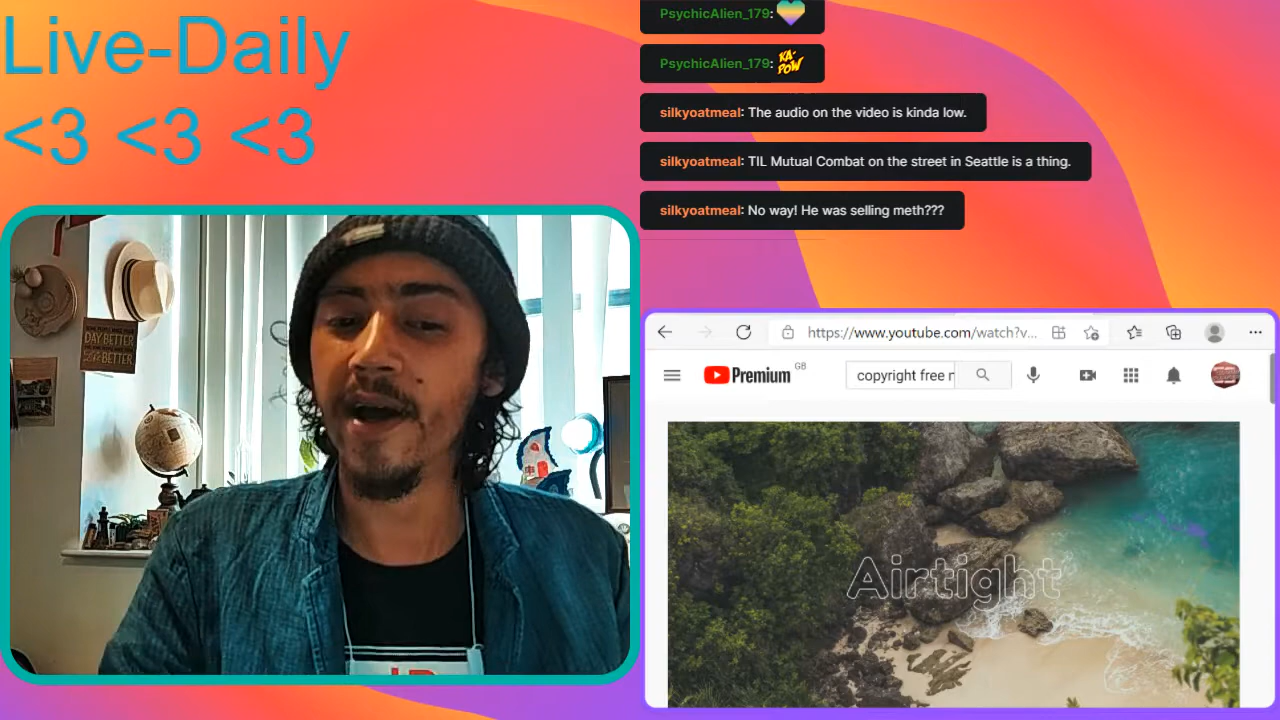 Live-Daily
<3 <3 <3
PsychicAlien_179:
PsychicAlien_179: KA-POW
silkyoatmeal: The audio on the video is kinda low.
silkyoatmeal: TIL Mutual Combat on the street in Seattle is a thing.
silkyoatmeal: No way! He was selling meth???
DAY BETTER
BETTER
https://www.youtube.com/watch?v...
Premium GB
copyright free
Airtight